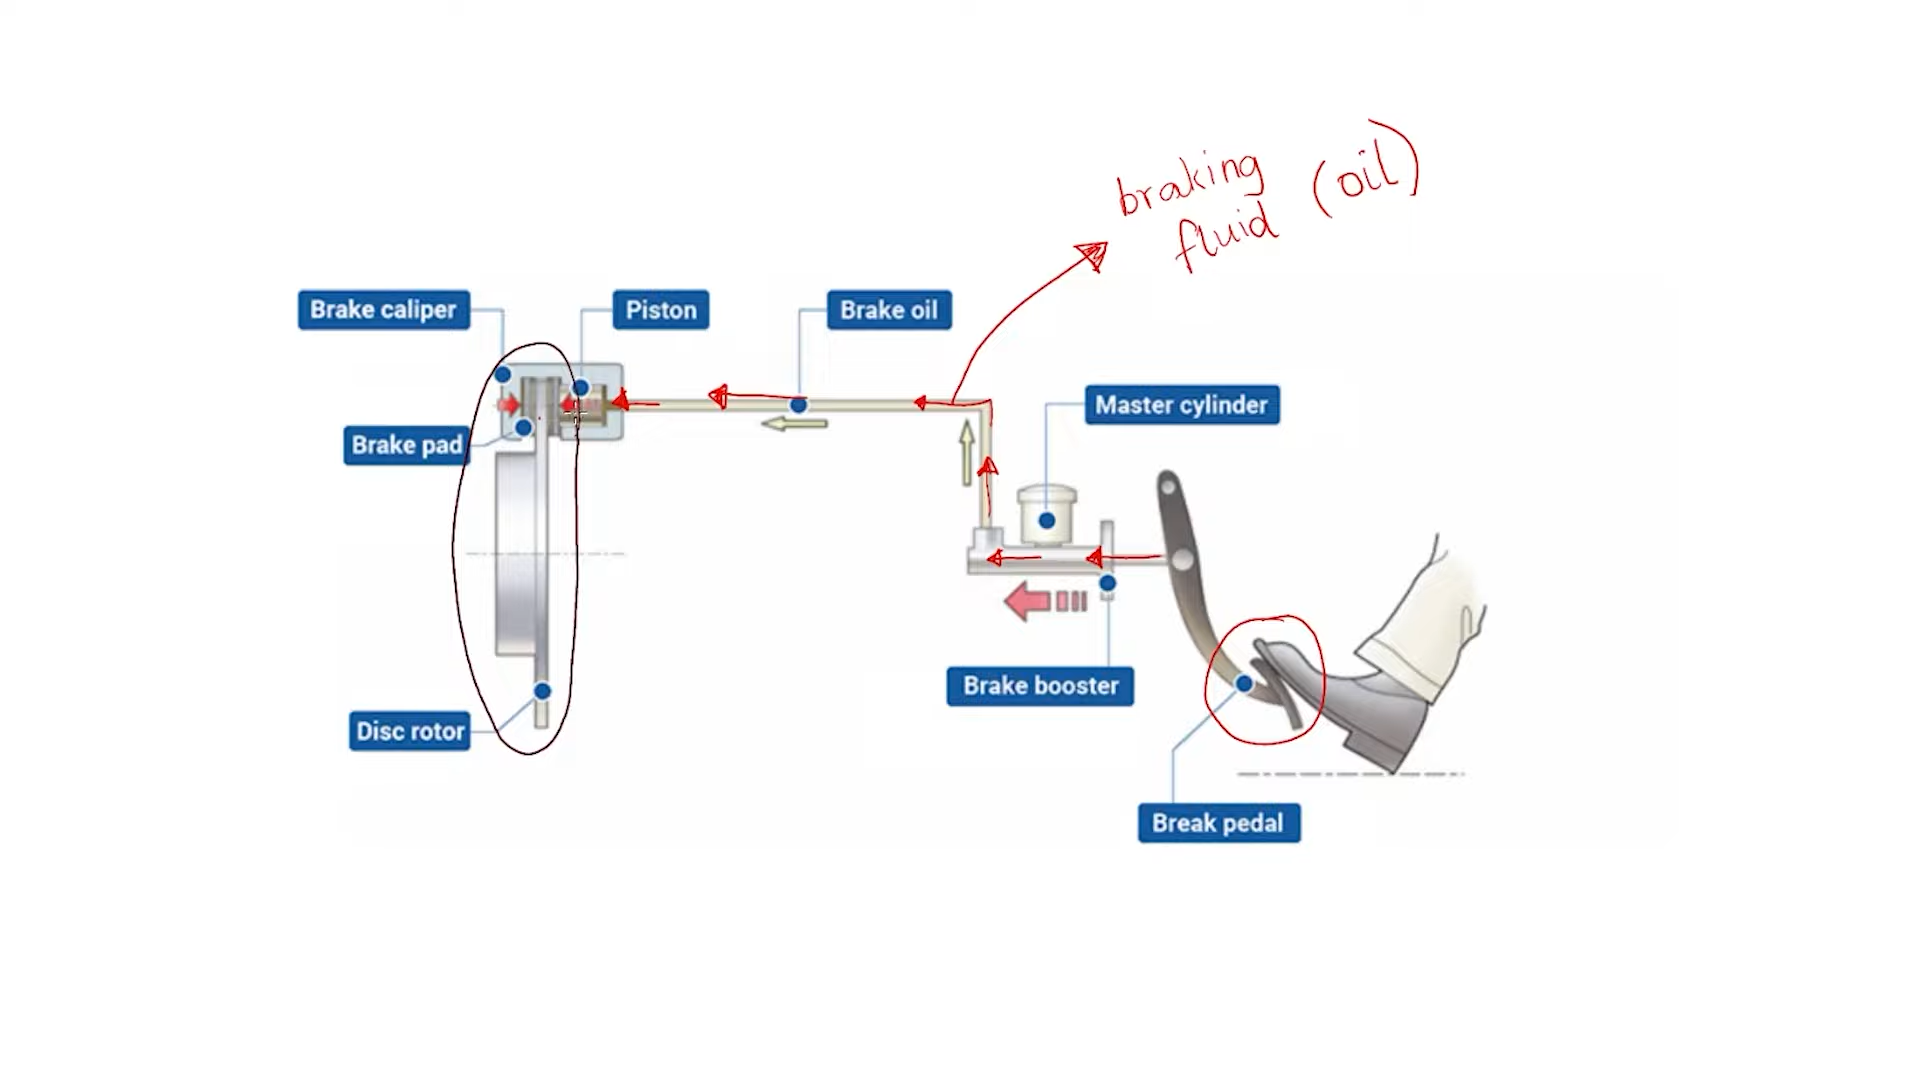 braking (oil)
fluid
Brake caliper
Piston
Brake oil
Master cylinder
Brake pad
Brake booster
Disc rotor
Break pedal